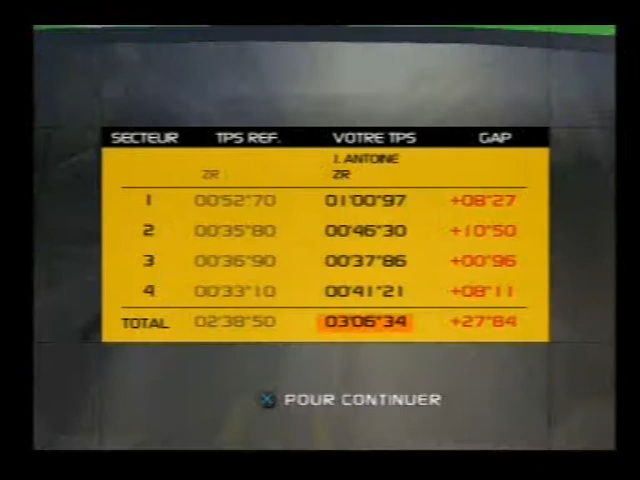 SECTEUR TPS REF. VOTRE TPS GAP
J. ANTOINE
ZR ZR
1 00'52"70 01'00"97 +08"27
2 00'35"80 00'46"30 +10"50
3 00'36"90 00'37"86 +00"96
4 00'33"10 00'41"21 +08"11
TOTAL 02'38"50 03'06"34 +27"84
POUR CONTINUER